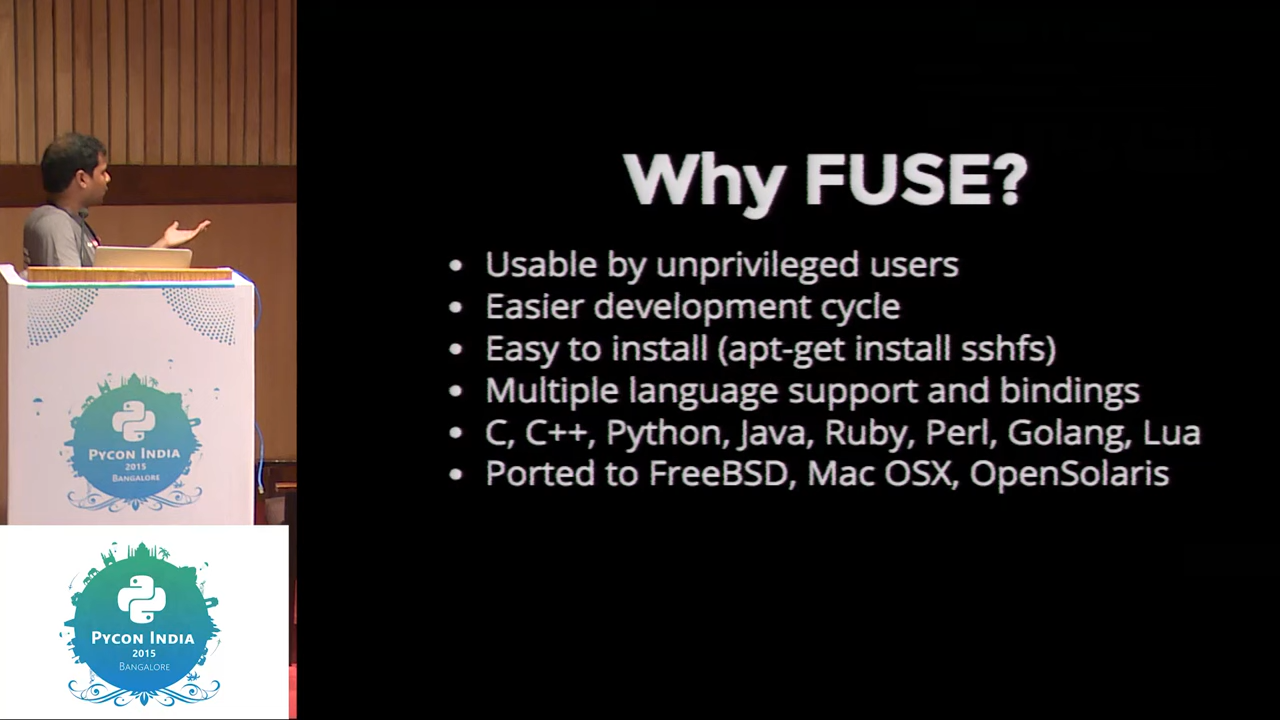 Why FUSE?
• Usable by unprivileged users
• Easier development cycle
• Easy to install (apt-get install sshfs)
• Multiple language support and bindings
• C, C++, Python, Java, Ruby, Perl, Golang, Lua
• Ported to FreeBSD, Mac OSX, OpenSolaris
PYCON INDIA
2015
BANGALORE
PYCON INDIA
2015
BANGALORE